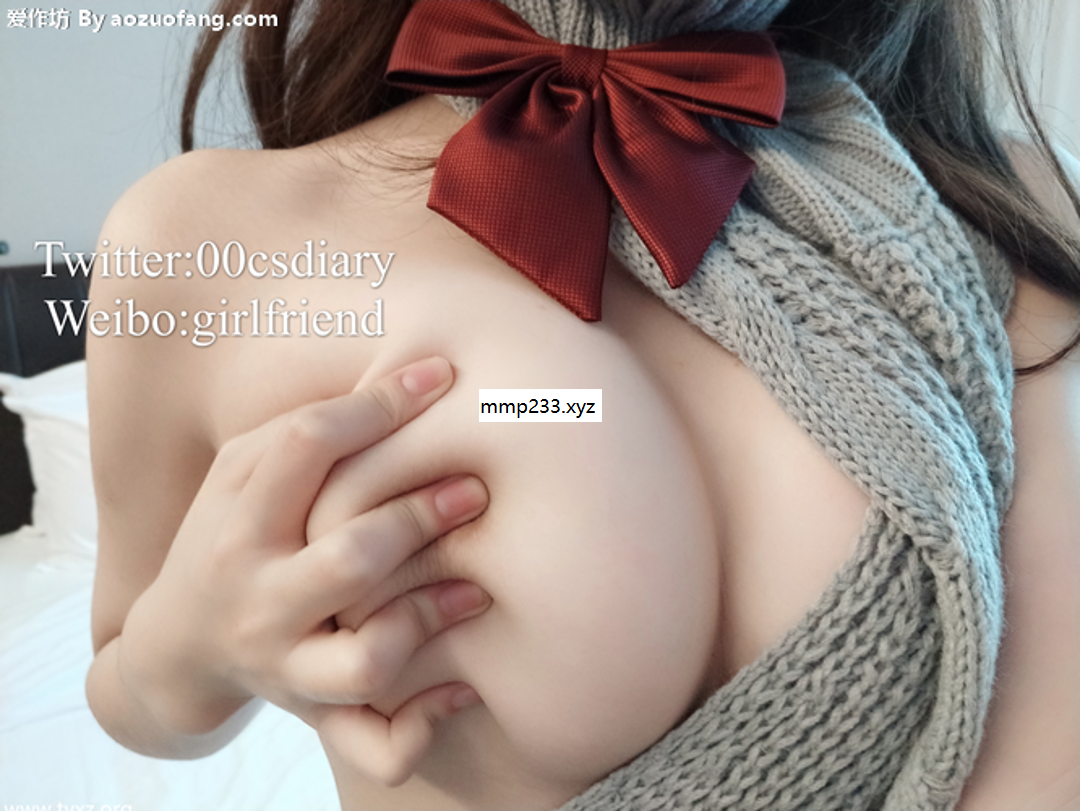 爱作坊 By aozuofang.com
Twitter:00csdiary
Weibo:girlfriend
mmp233.xyz